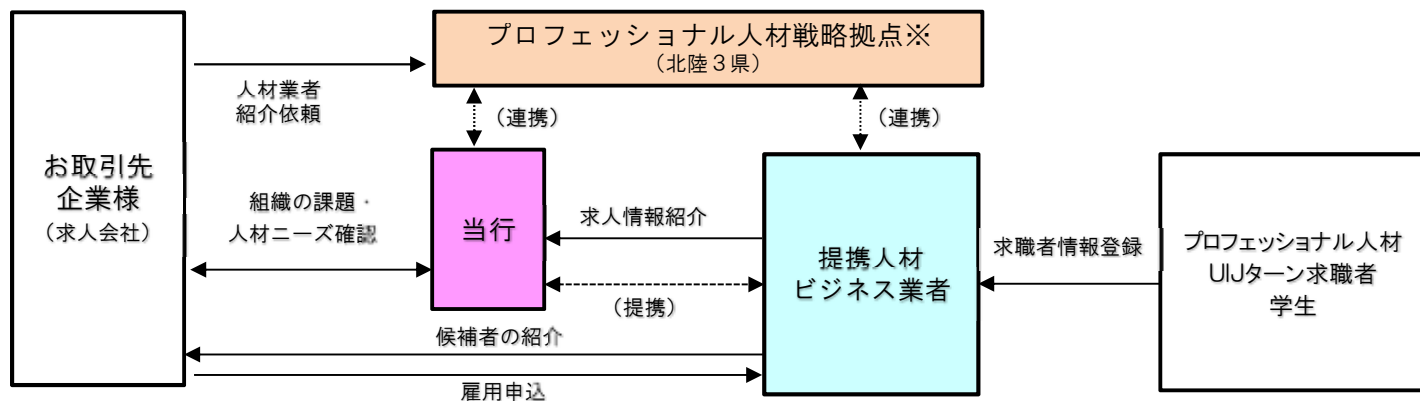 プロフェッショナル人材戦略拠点※
（北陸３県）
人材業者
紹介依頼
（連携）
（連携）
お取引先
企業様
（求人会社）
組織の課題・
人材ニーズ確認
当行
求人情報紹介
（提携）
提携人材
ビジネス業者
求職者情報登録
プロフェッショナル人材
UIJターン求職者
学生
候補者の紹介
雇用申込